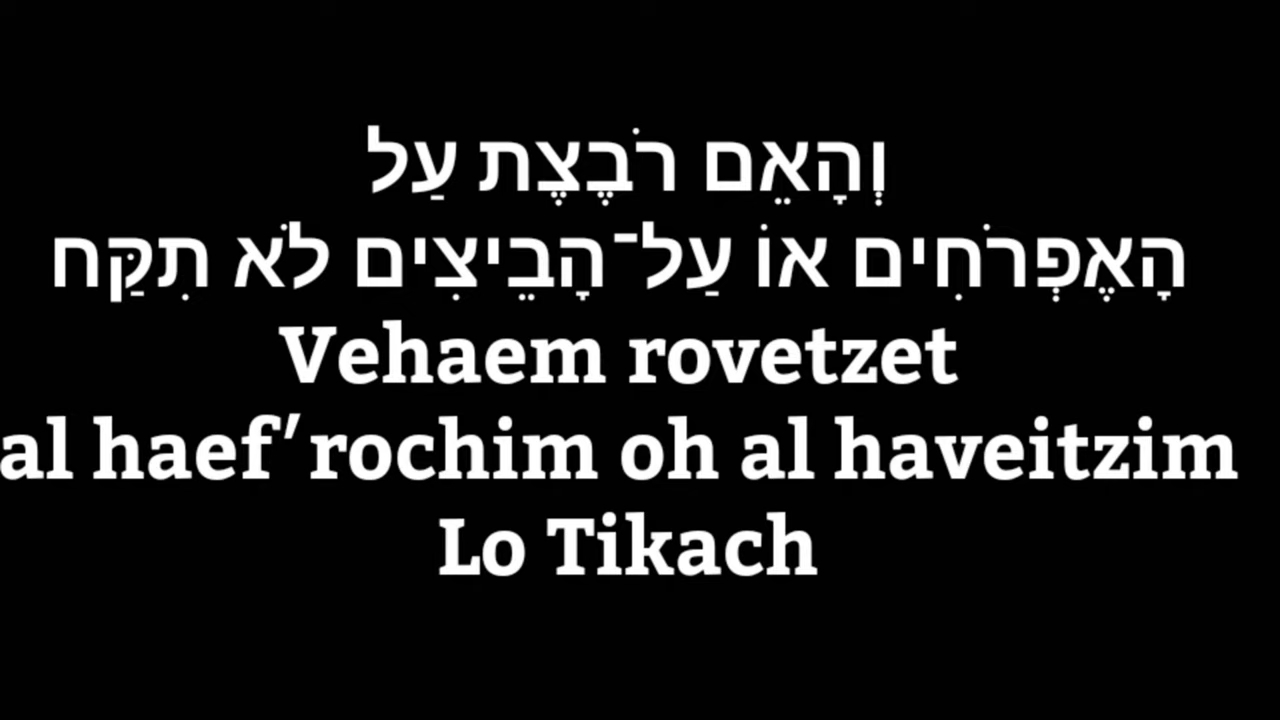 וְהָאֵם רֹבֶצֶת עַל
הָאֶפְרֹחִים אוֹ עַל־הָבֵיצִים לֹא תִקַּח
Vehaem rovetzet
al haef′rochim oh al haveitzim
Lo Tikach